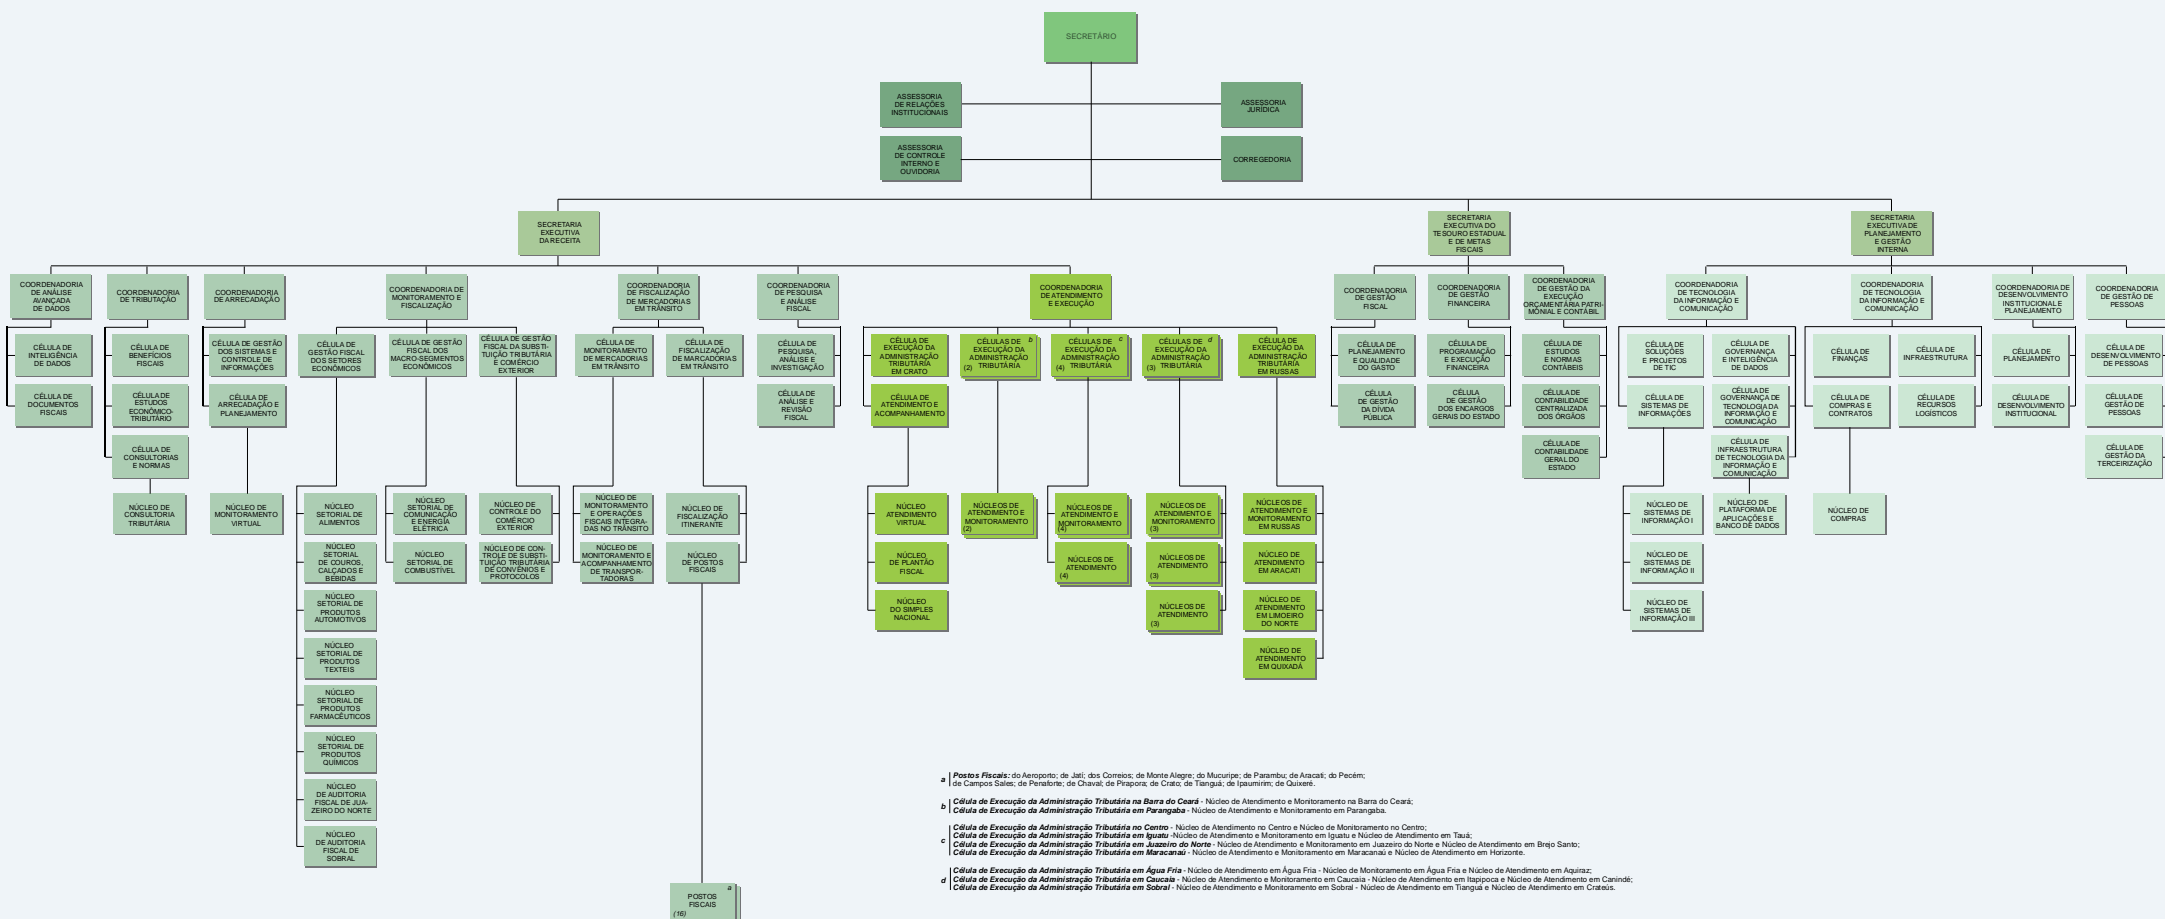 SECRETÁRIO
ASSESSORIA
DE RELAÇÕES
INSTITUCIONAIS
ASSESSORIA
JURÍDICA
ASSESSORIA
DE CONTROLE
INTERNO E
OUVIDORIA
CORREGEDORIA
SECRETARIA
EXECUTIVA
DA RECEITA
SECRETARIA
EXECUTIVA DO
TESOURO ESTADUAL
E DE METAS
FISCAIS
SECRETARIA
EXECUTIVA DE
PLANEJAMENTO
E GESTÃO
INTERNA
COORDENADORIA
DE ANÁLISE
AVANÇADA
DE DADOS
COORDENADORIA
DE TRIBUTAÇÃO
COORDENADORIA
DE ARRECADAÇÃO
COORDENADORIA DE
MONITORAMENTO E
FISCALIZAÇÃO
COORDENADORIA
DE FISCALIZAÇÃO
DE MERCADORIAS
EM TRÂNSITO
COORDENADORIA
DE PESQUISA
E ANÁLISE
FISCAL
COORDENADORIA
DE ATENDIMENTO
E EXECUÇÃO
COORDENADORIA
DE GESTÃO
FISCAL
COORDENADORIA
DE GESTÃO
FINANCEIRA
COORDENADORIA
DE GESTÃO DA
EXECUÇÃO
ORÇAMENTÁRIA PATRI-
MONIAL E CONTÁBIL
COORDENADORIA
DE TECNOLOGIA
DA INFORMAÇÃO E
COMUNICAÇÃO
COORDENADORIA
DE TECNOLOGIA
DA INFORMAÇÃO E
COMUNICAÇÃO
COORDENADORIA DE
DESENVOLVIMENTO
INSTITUCIONAL E
PLANEJAMENTO
COORDENADORIA
DE GESTÃO DE
PESSOAS
CÉLULA DE
INTELIGÊNCIA
DE DADOS
CÉLULA DE
BENEFÍCIOS
FISCAIS
CÉLULA DE GESTÃO
DOS SISTEMAS E
CONTROLE DE
INFORMAÇÕES
CÉLULA DE
GESTÃO FISCAL
DOS SETORES
ECONÔMICOS
CÉLULA DE GESTÃO
FISCAL DOS
MACRO-SEGMENTOS
ECONÔMICOS
CÉLULA DE GESTÃO
FISCAL DA SUBSTI-
TUIÇÃO TRIBUTÁRIA
E COMÉRCIO
EXTERIOR
CÉLULA DE
MONITORAMENTO
DE MERCADORIAS
EM TRÂNSITO
CÉLULA DE
FISCALIZAÇÃO
DE MARCADORIAS
EM TRÂNSITO
CÉLULA DE
PESQUISA,
ANÁLISE E
INVESTIGAÇÃO
CÉLULA DE
EXECUÇÃO DA
ADMINISTRAÇÃO
TRIBUTÁRIA
EM CRATO
b
CÉLULAS DE
EXECUÇÃO DA
ADMINISTRAÇÃO
(2) TRIBUTÁRIA
c
CÉLULAS DE
EXECUÇÃO DA
ADMINISTRAÇÃO
(4) TRIBUTÁRIA
d
CÉLULAS DE
EXECUÇÃO DA
ADMINISTRAÇÃO
(3) TRIBUTÁRIA
CÉLULA DE
EXECUÇÃO DA
ADMINISTRAÇÃO
TRIBUTÁRIA
EM RUSSAS
CÉLULA DE
PLANEJAMENTO
E QUALIDADE
DO GASTO
CÉLULA DE
PROGRAMAÇÃO
E EXECUÇÃO
FINANCEIRA
CÉLULA DE
ESTUDOS
E NORMAS
CONTÁBEIS
CÉLULA DE
SOLUÇÕES
E PROJETOS
DE TIC
CÉLULA DE
GOVERNANÇA
E INTELIGÊNCIA
DE DADOS
CÉLULA DE
FINANÇAS
CÉLULA DE
INFRAESTRUTURA
CÉLULA DE
PLANEJAMENTO
CÉLULA DE
DESENVOLVIMENTO
DE PESSOAS
CÉLULA DE
DOCUMENTOS
FISCAIS
CÉLULA DE
ESTUDOS
ECONÔMICO-
TRIBUTÁRIO
CÉLULA DE
ARRECADAÇÃO E
PLANEJAMENTO
CÉLULA DE
ANÁLISE E
REVISÃO
FISCAL
CÉLULA DE
ATENDIMENTO E
ACOMPANHAMENTO
CÉLULA
DE GESTÃO
DA DÍVIDA
PÚBLICA
CÉLULA
DE GESTÃO
DOS ENCARGOS
GERAIS DO ESTADO
CÉLULA DE
CONTABILIDADE
CENTRALIZADA
DOS ÓRGÃOS
CÉLULA DE
SISTEMAS DE
INFORMAÇÕES
CÉLULA DE
GOVERNANÇA DE
TECNOLOGIA DA
INFORMAÇÃO E
COMUNICAÇÃO
CÉLULA DE
COMPRAS E
CONTRATOS
CÉLULA DE
RECURSOS
LOGÍSTICOS
CÉLULA DE
DESENVOLVIMENTO
INSTITUCIONAL
CÉLULA DE
GESTÃO DE
PESSOAS
CÉLULA DE
CONSULTORIAS
E NORMAS
CÉLULA DE
CONTABILIDADE
GERAL DO
ESTADO
CÉLULA DE
INFRAESTRUTURA
DE TECNOLOGIA DA
INFORMAÇÃO E
COMUNICAÇÃO
CÉLULA DE
GESTÃO DA
TERCEIRIZAÇÃO
NÚCLEO DE
CONSULTORIA
TRIBUTÁRIA
NÚCLEO DE
MONITORAMENTO
VIRTUAL
NÚCLEO
SETORIAL DE
ALIMENTOS
NÚCLEO
SETORIAL DE
COMUNICAÇÃO
E ENERGIA
ELÉTRICA
NÚCLEO DE
CONTROLE DO
COMÉRCIO
EXTERIOR
NÚCLEO DE
MONITORAMENTO
E OPERAÇÕES
FISCAIS INTEGRA-
DAS NO TRÂNSITO
NÚCLEO DE
FISCALIZAÇÃO
ITINERANTE
NÚCLEO
ATENDIMENTO
VIRTUAL
NÚCLEOS DE
ATENDIMENTO E
MONITORAMENTO
(2)
NÚCLEOS
DE ATENDIMENTO E
MONITORAMENTO
(4)
NÚCLEOS
DE ATENDIMENTO E
MONITORAMENTO
(3)
NÚCLEOS DE
ATENDIMENTO E
MONITORAMENTO
EM RUSSAS
NÚCLEO DE
SISTEMAS DE
INFORMAÇÃO I
NÚCLEO DE
PLATAFORMA DE
APLICAÇÕES E
BANCO DE DADOS
NÚCLEO DE
COMPRAS
NÚCLEO
SETORIAL
DE COUROS,
CALÇADOS E
BEBIDAS
NÚCLEO
SETORIAL DE
COMBUSTÍVEL
NÚCLEO DE CON-
TROLE DE SUBSTI-
TUIÇÃO TRIBUTÁRIA
DE CONVÊNIOS E
PROTOCOLOS
NÚCLEO DE
MONITORAMENTO E
ACOMPANHAMENTO
DE TRANSPOR-
TADORAS
NÚCLEO
DE POSTOS
FISCAIS
NÚCLEO
DE PLANTÃO
FISCAL
NÚCLEOS DE
ATENDIMENTO
(4)
NÚCLEOS DE
ATENDIMENTO
(3)
NÚCLEO DE
ATENDIMENTO
EM ARACATI
NÚCLEO DE
SISTEMAS DE
INFORMAÇÃO II
NÚCLEO
SETORIAL DE
PRODUTOS
AUTOMOTIVOS
NÚCLEO
DO SIMPLES
NACIONAL
NÚCLEOS DE
ATENDIMENTO
(3)
NÚCLEO DE
ATENDIMENTO
EM LIMOEIRO
DO NORTE
NÚCLEO DE
SISTEMAS DE
INFORMAÇÃO III
NÚCLEO
SETORIAL DE
PRODUTOS
TEXTEIS
NÚCLEO DE
ATENDIMENTO
EM QUIXADÁ
NÚCLEO
SETORIAL DE
PRODUTOS
FARMACÊUTICOS
NÚCLEO
SETORIAL DE
PRODUTOS
QUÍMICOS
NÚCLEO
DE AUDITORIA
FISCAL DE JUA-
ZEIRO DO NORTE
NÚCLEO
DE AUDITORIA
FISCAL DE
SOBRAL
a
POSTOS
FISCAIS
(16)
a Postos Fiscais: do Aeroporto; de Jatí; dos Correios; de Monte Alegre; do Mucuripe; de Parambu; de Aracati; do Pecém;
de Campos Sales; de Penaforte; de Chaval; de Pirapora; de Crato; de Tianguá; de Ipaumirim; de Quixeré.
b Célula de Execução da Administração Tributária na Barra do Ceará - Núcleo de Atendimento e Monitoramento na Barra do Ceará;
Célula de Execução da Administração Tributária em Parangaba - Núcleo de Atendimento e Monitoramento em Parangaba.
c Célula de Execução da Administração Tributária no Centro - Núcleo de Atendimento no Centro e Núcleo de Monitoramento no Centro;
Célula de Execução da Administração Tributária em Iguatu -Núcleo de Atendimento e Monitoramento em Iguatu e Núcleo de Atendimento em Tauá;
Célula de Execução da Administração Tributária em Juazeiro do Norte - Núcleo de Atendimento e Monitoramento em Juazeiro do Norte e Núcleo de Atendimento em Brejo Santo;
Célula de Execução da Administração Tributária em Maracanaú - Núcleo de Atendimento e Monitoramento em Maracanaú e Núcleo de Atendimento em Horizonte.
d Célula de Execução da Administração Tributária em Água Fria - Núcleo de Atendimento em Água Fria - Núcleo de Monitoramento em Água Fria e Núcleo de Atendimento em Aquiraz;
Célula de Execução da Administração Tributária em Caucaia - Núcleo de Atendimento e Monitoramento em Caucaia - Núcleo de Atendimento em Itapipoca e Núcleo de Atendimento em Canindé;
Célula de Execução da Administração Tributária em Sobral - Núcleo de Atendimento e Monitoramento em Sobral - Núcleo de Atendimento em Tianguá e Núcleo de Atendimento em Crateús.